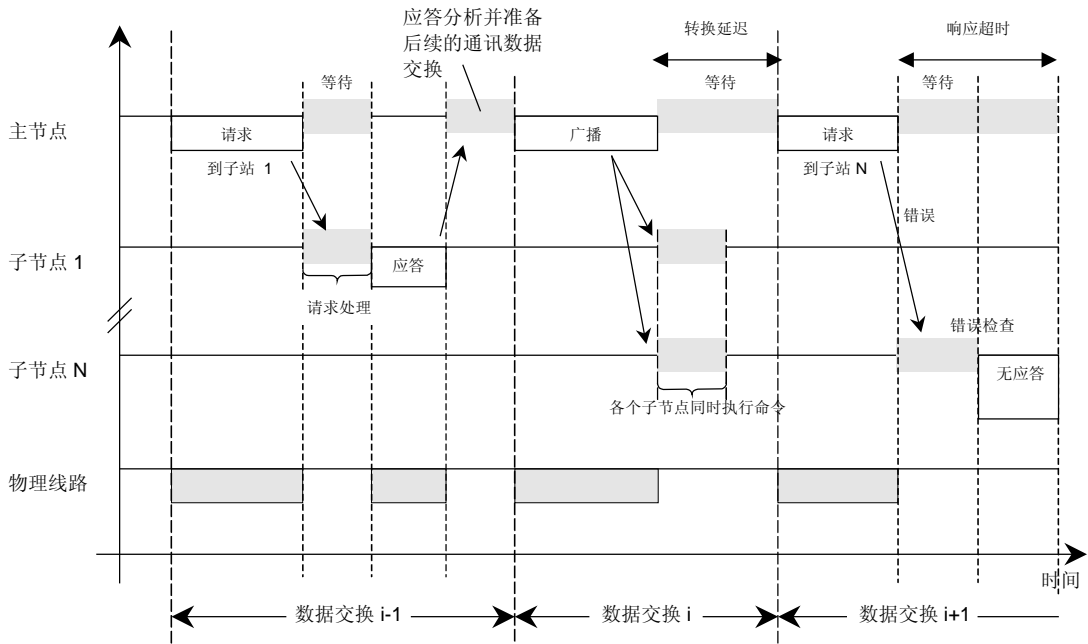 应答分析并准备
后续的通讯数据
交换
转换延迟
响应超时
等待
等待
等待
主节点
请求
广播
请求
到子站 1
到子站 N
错误
子节点 1
应答
请求处理
错误检查
子节点 N
无应答
各个子节点同时执行命令
物理线路
时间
数据交换 i-1
数据交换 i
数据交换 i+1